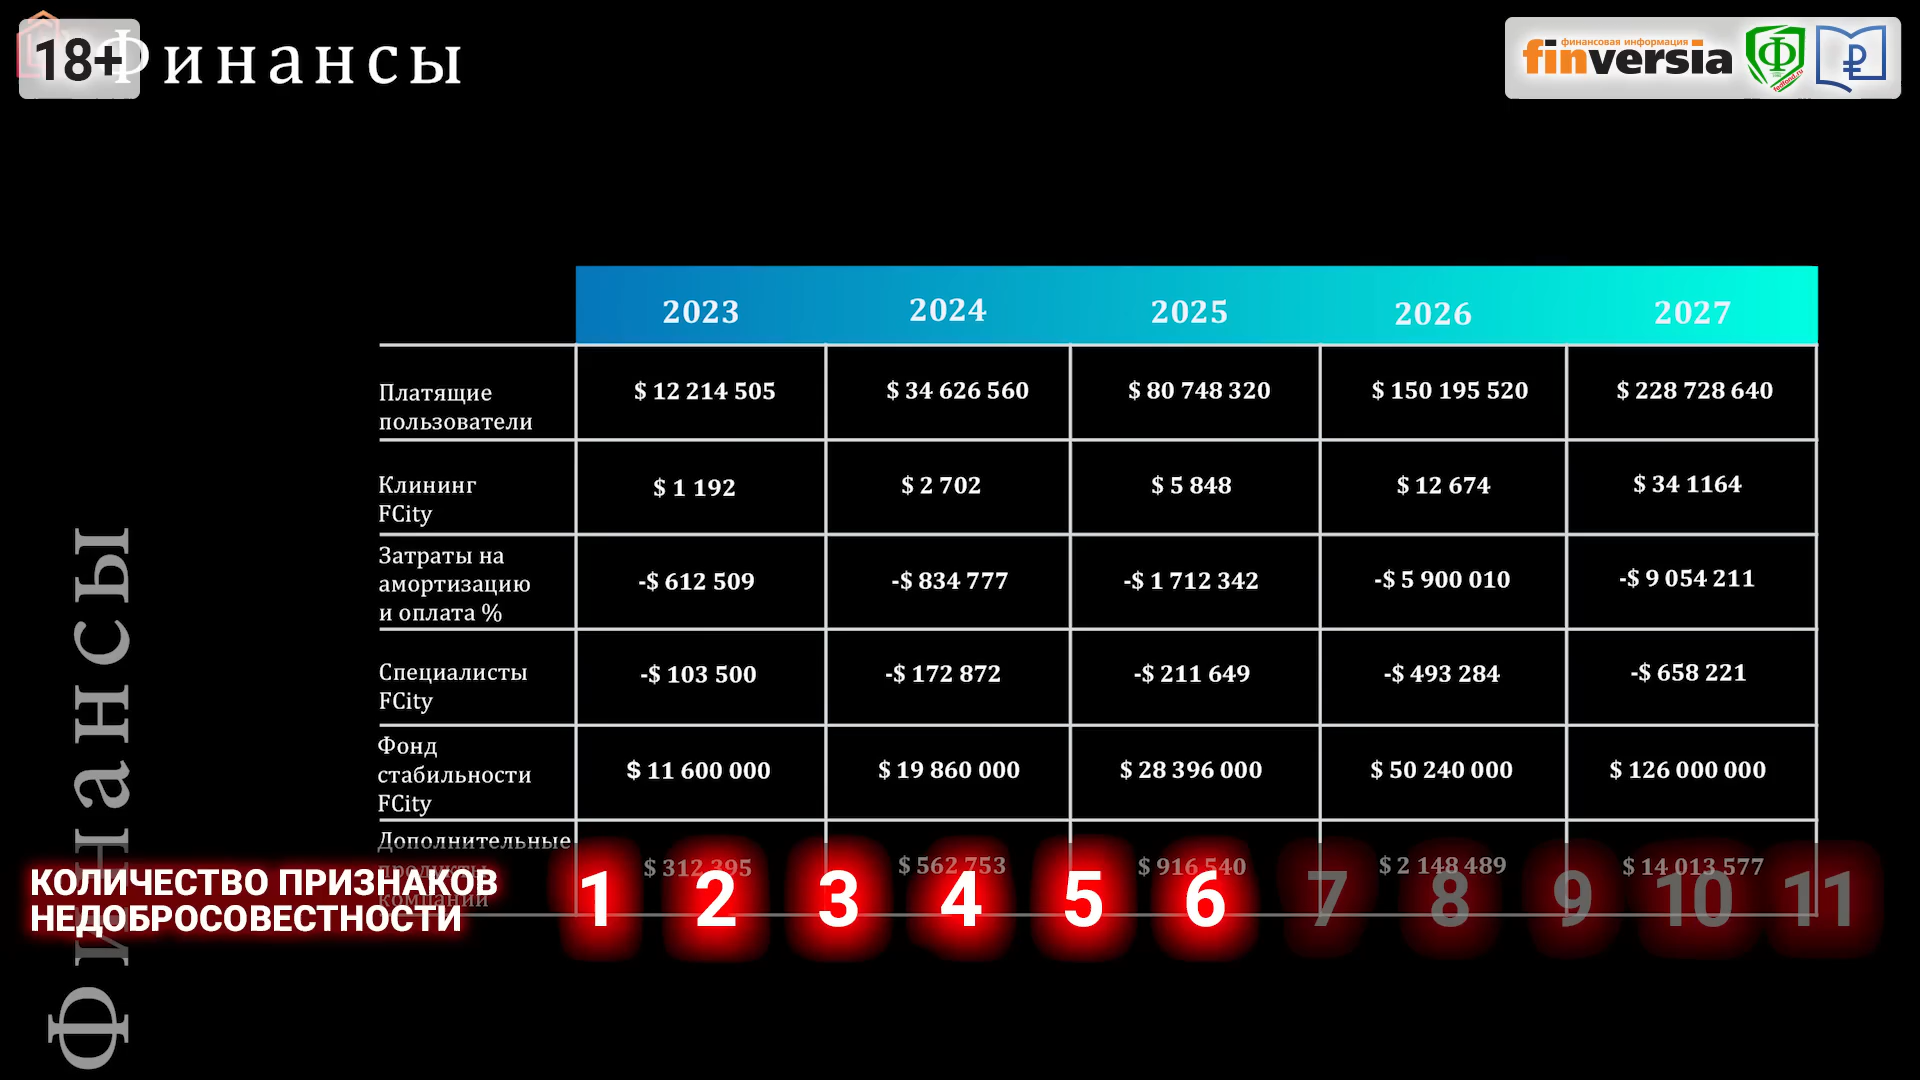 18+
Финансы
финансовая информация
finversia
Ф
2023 2024 2025 2026 2027
Платящие
пользователи
$ 12 214 505 $ 34 626 560 $ 80 748 320 $ 150 195 520 $ 228 728 640
Клининг
FCity
$ 1 192 $ 2 702 $ 5 848 $ 12 674 $ 34 1164
Затраты на
амортизацию
и оплата %
-$ 612 509 -$ 834 777 -$ 1 712 342 -$ 5 900 010 -$ 9 054 211
Специалисты
FCity
-$ 103 500 -$ 172 872 -$ 211 649 -$ 493 284 -$ 658 221
Фонд
стабильности
FCity
$ 11 600 000 $ 19 860 000 $ 28 396 000 $ 50 240 000 $ 126 000 000
Дополнительные
продукты
компании
$ 312 395 $ 562 753 $ 916 540 $ 2 148 489 $ 14 013 577
Финансы
КОЛИЧЕСТВО ПРИЗНАКОВ
НЕДОБРОСОВЕСТНОСТИ
1 2 3 4 5 6 7 8 9 10 11